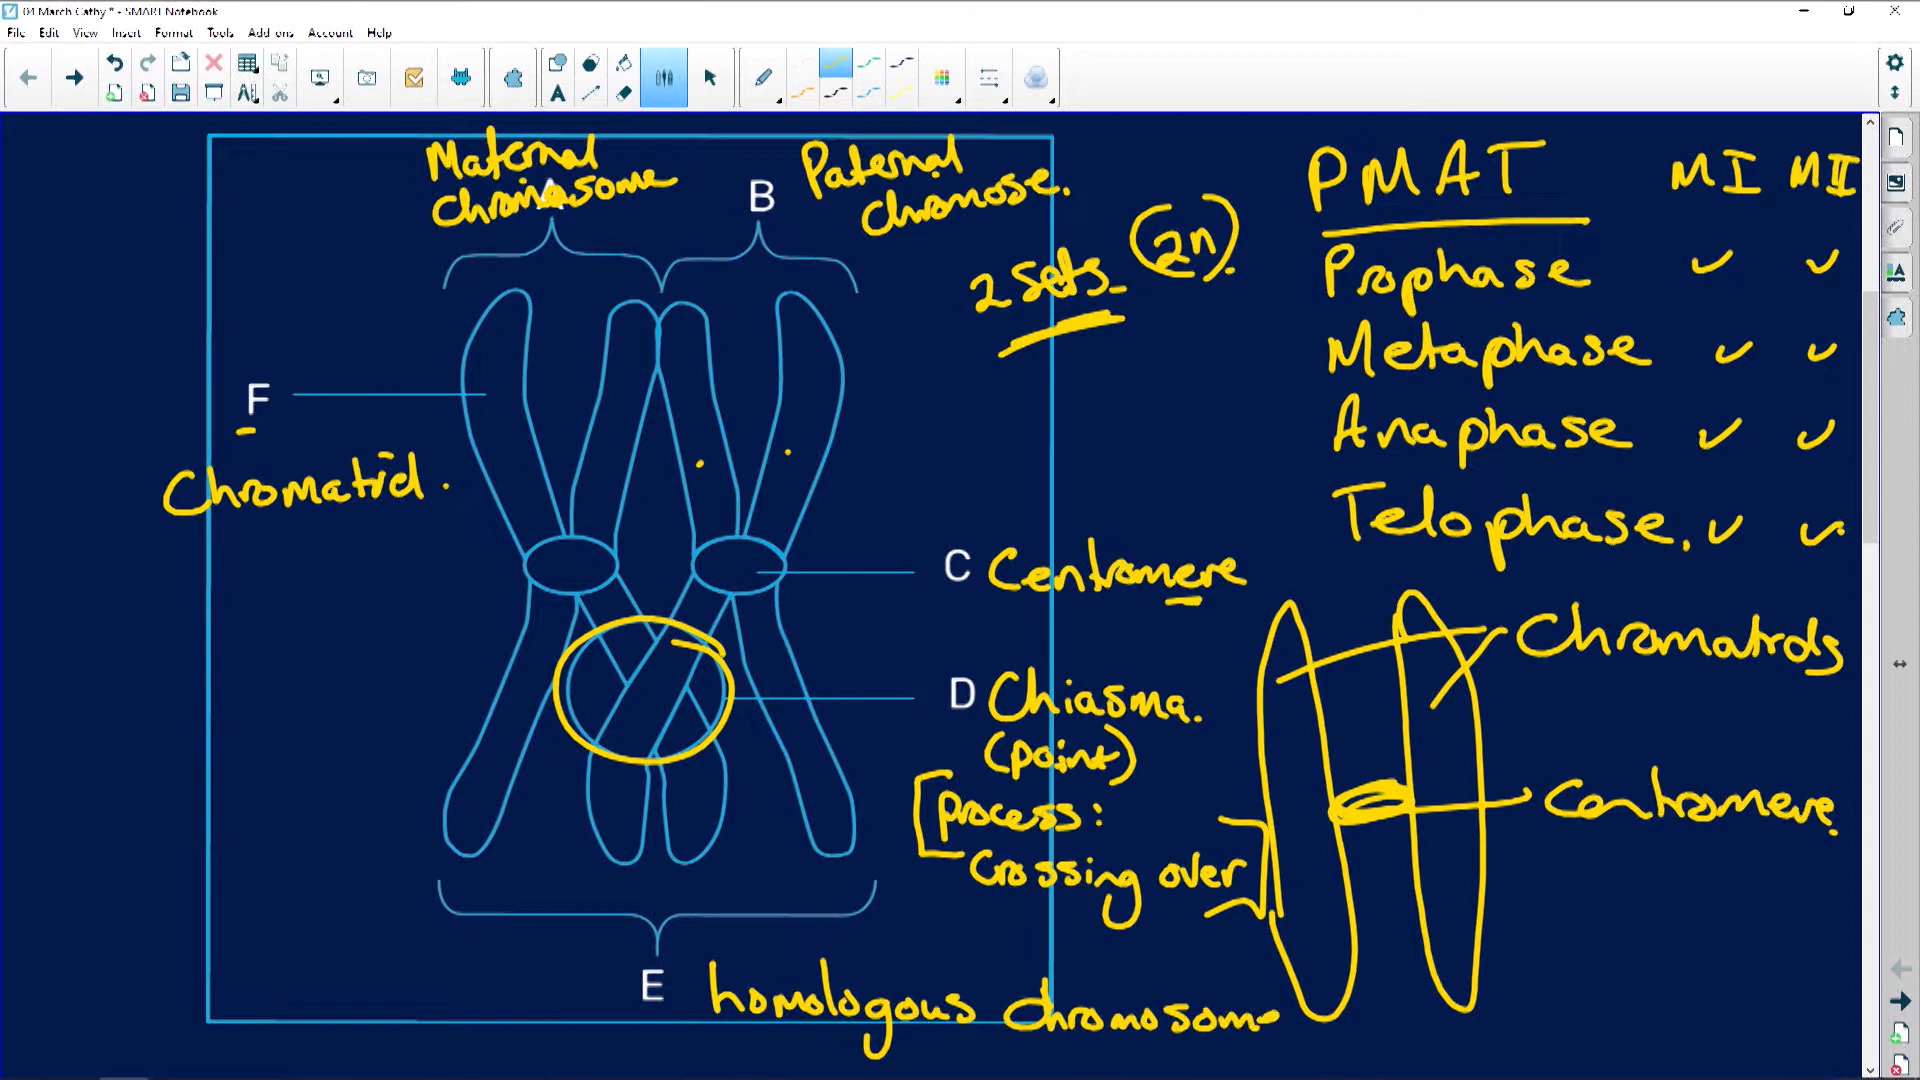 04 March Cathy * - SMART Notebook
File Edit View Insert Format Tools Add-ons Account Help
Maternal
chromosome
A
B
Paternal
chromose.
2 sets (2n).
PMAT MI MII
Prophase ✓ ✓
Metaphase ✓ ✓
Anaphase ✓ ✓
Telophase. ✓ ✓
F
Chromatid.
C Centromere
D Chiasma.
(point)
[process:
crossing over]
E homologous chromosome
Chromatids
Centromere.